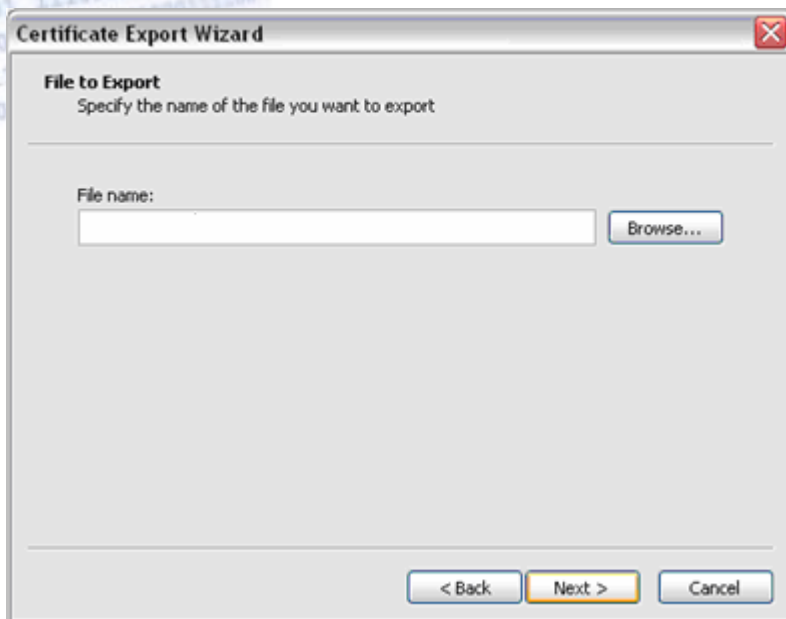 Certificate Export Wizard
File to Export
Specify the name of the file you want to export
File name:
Browse...
< Back
Next >
Cancel